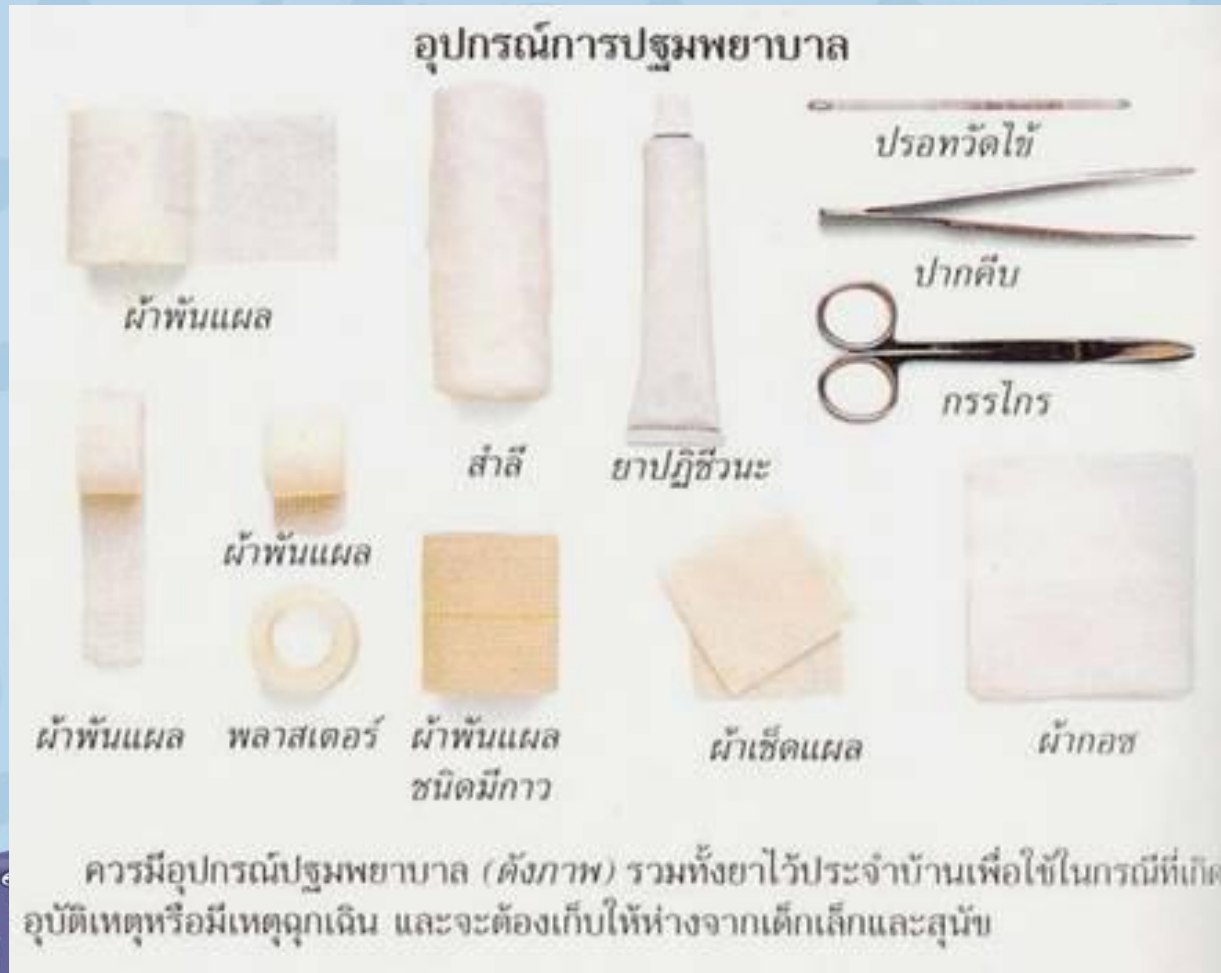 อุปกรณ์การปฐมพยาบาล
ปรอทวัดไข้
ปากคีบ
ผ้าพันแผล
กรรไกร
สำลี
ยาปฏิชีวนะ
ผ้าพันแผล
ผ้าพันแผล
พลาสเตอร์
ผ้าพันแผล
ชนิดมีกาว
ผ้าเช็ดแผล
ผ้ากอซ
ควรมีอุปกรณ์ปฐมพยาบาล (ดังภาพ) รวมทั้งยาไว้ประจำบ้านเพื่อใช้ในกรณีที่เกิด
อุบัติเหตุหรือมีเหตุฉุกเฉิน และจะต้องเก็บให้ห่างจากเด็กเล็กและสุนัข